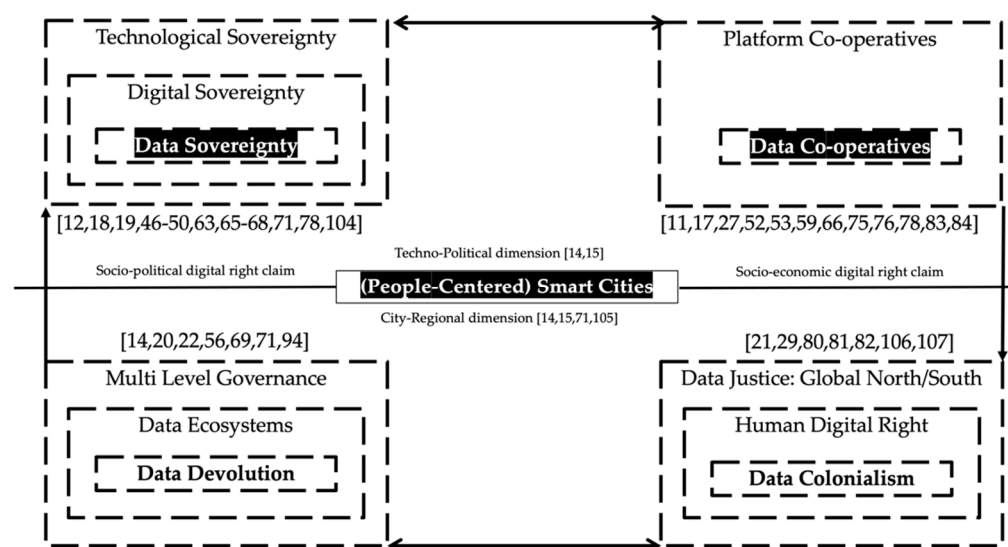 Technological Sovereignty
Platform Co-operatives
Digital Sovereignty
Data Sovereignty
Data Co-operatives
[12,18,19,46-50,63,65-68,71,78,104]
[11,17,27,52,53,59,66,75,76,78,83,84]
Techno-Political dimension [14,15]
Socio-political digital right claim
(People-Centered) Smart Cities
Socio-economic digital right claim
City-Regional dimension [14,15,71,105]
[14,20,22,56,69,71,94]
[21,29,80,81,82,106,107]
Multi Level Governance
Data Justice: Global North/South
Data Ecosystems
Human Digital Right
Data Devolution
Data Colonialism